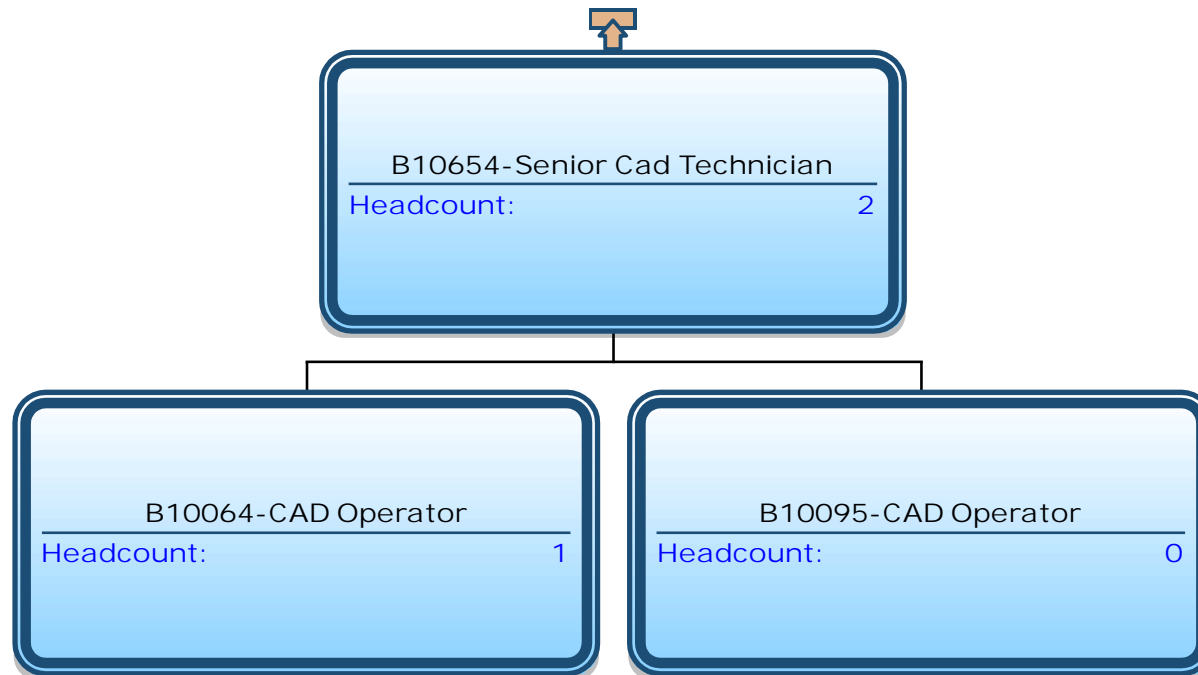 B10654-Senior Cad Technician
Headcount: 2
B10064-CAD Operator
Headcount: 1
B10095-CAD Operator
Headcount: 0